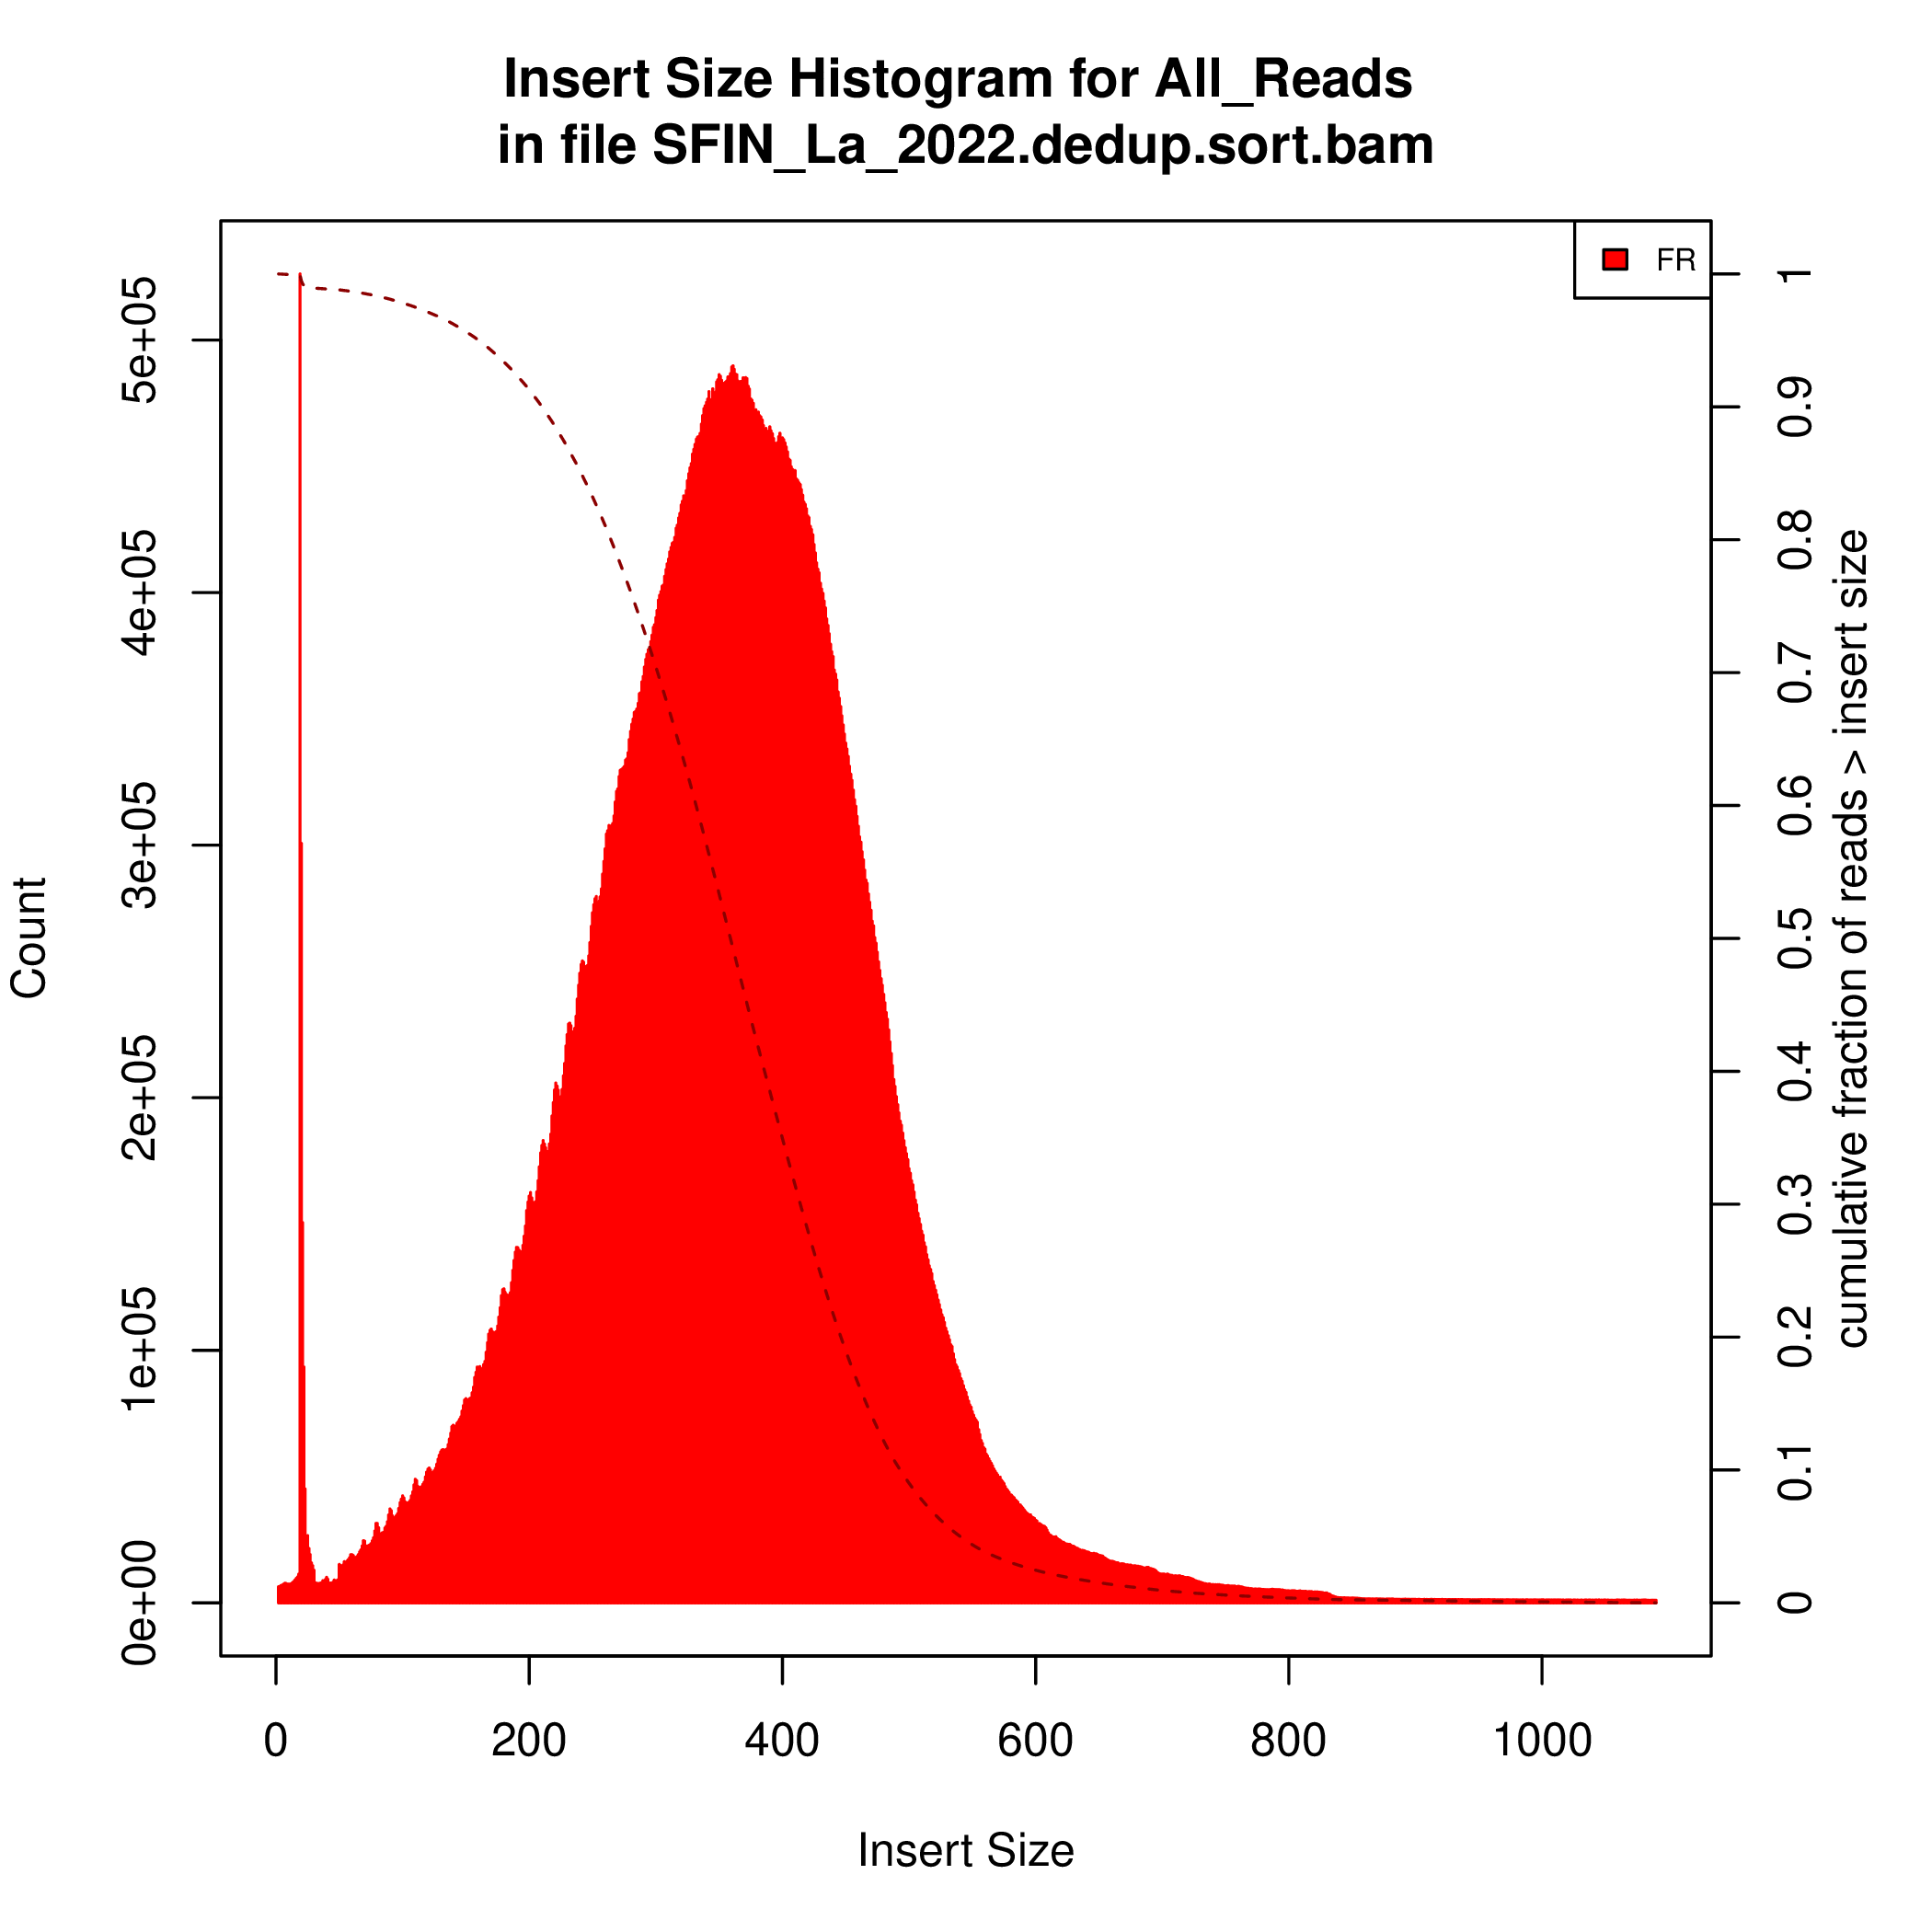 Insert Size Histogram for All_Reads
in file SFIN_La_2022.dedup.sort.bam
FR
Count
0e+00
1e+05
2e+05
3e+05
4e+05
5e+05
0
0.1
0.2
0.3
0.4
0.5
0.6
0.7
0.8
0.9
1
cumulative fraction of reads > insert size
0
200
400
600
800
1000
Insert Size